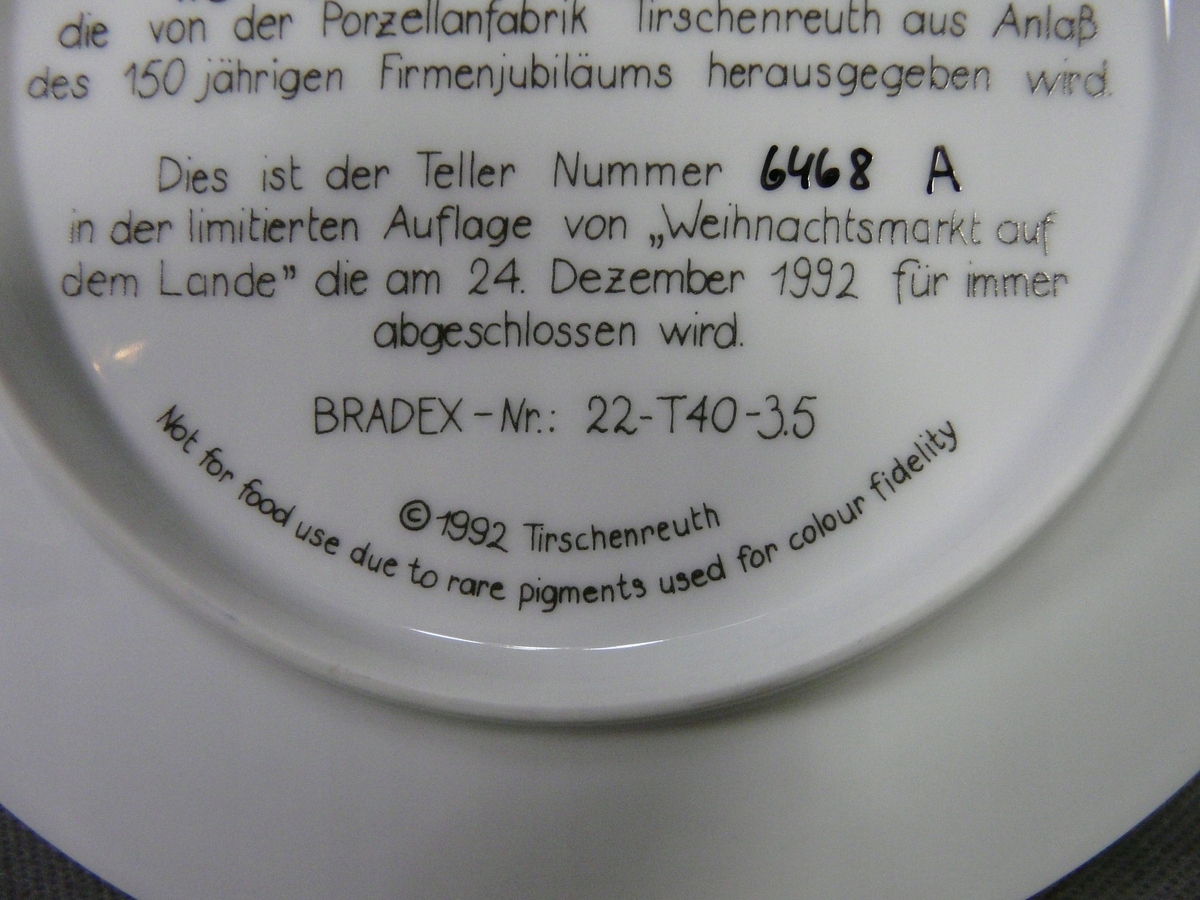 die von der Porzellanfabrik Tirschenreuth aus Anlaß
des 150 jährigen Firmenjubiläums herausgegeben wird.
Dies ist der Teller Nummer 6468 A
in der limitierten Auflage von „Weihnachtsmarkt auf
dem Lande” die am 24. Dezember 1992 für immer
abgeschlossen wird.
BRADEX-Nr.: 22-T40-3.5
© 1992 Tirschenreuth
Not for food use due to rare pigments used for colour fidelity